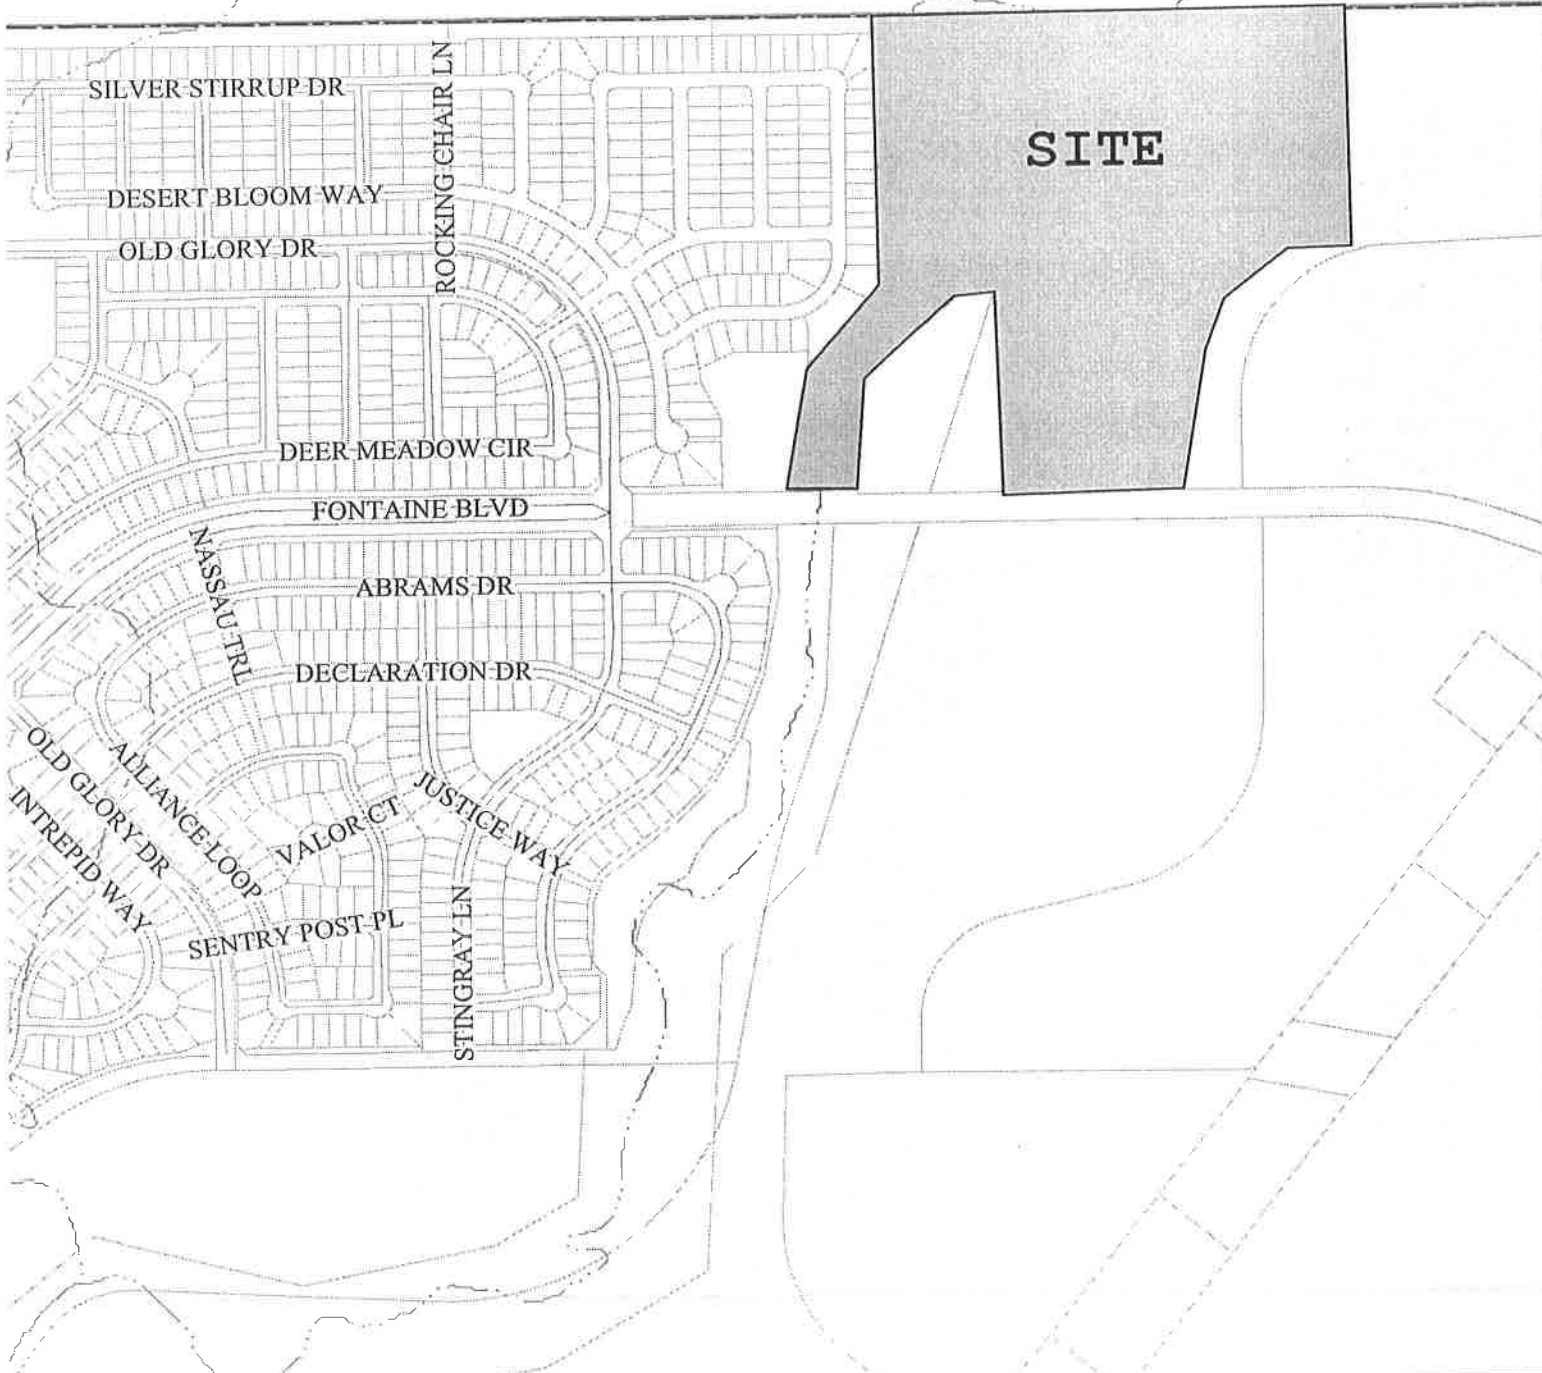 SILVER STIRRUP DR
ROCKING CHAIR LN
SITE
DESERT BLOOM WAY
OLD GLORY DR
DEER MEADOW CIR
FONTAINE BLVD
NASSAU TRL
ABRAMS DR
DECLARATION DR
OLD GLORY DR
ALLIANCE LOOP
INTREPID WAY
VALOR CT
JUSTICE WAY
SENTRY POST PL
STINGRAY LN